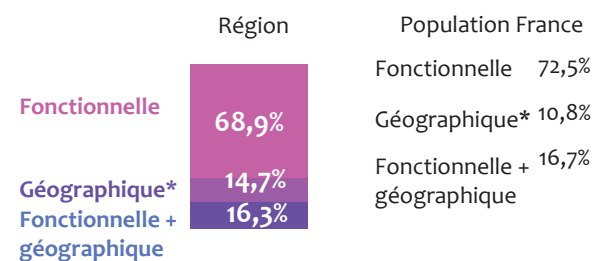 Région
Fonctionnelle
68,9%
Géographique*
14,7%
Fonctionnelle +
géographique
16,3%
Population France
Fonctionnelle 72,5%
Géographique* 10,8%
Fonctionnelle + 16,7%
géographique